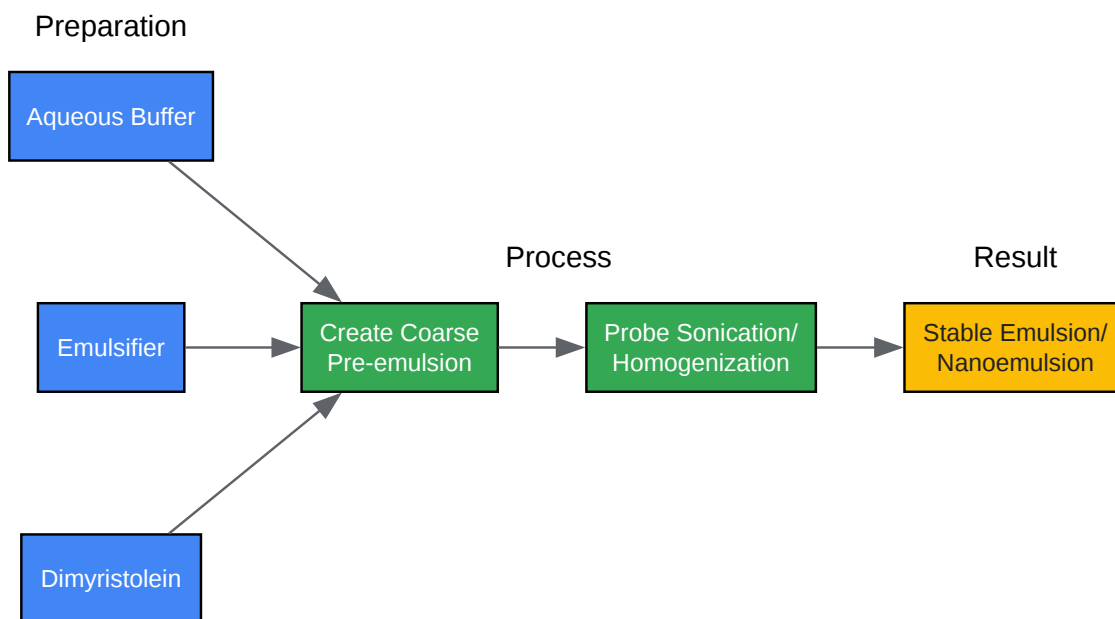 Preparation
Aqueous Buffer
Process
Result
Emulsifier
Create Coarse
Pre-emulsion
Probe Sonication/
Homogenization
Stable Emulsion/
Nanoemulsion
Dimyristolein